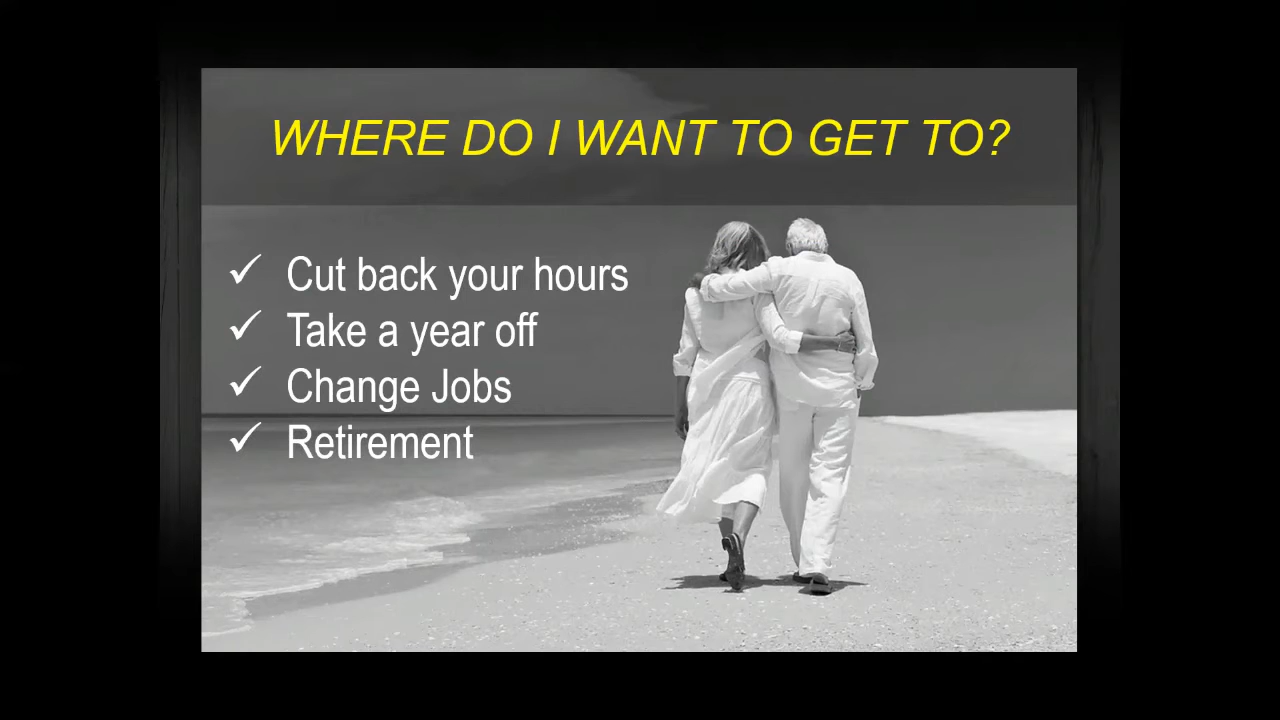 WHERE DO I WANT TO GET TO?
✓ Cut back your hours
✓ Take a year off
✓ Change Jobs
✓ Retirement